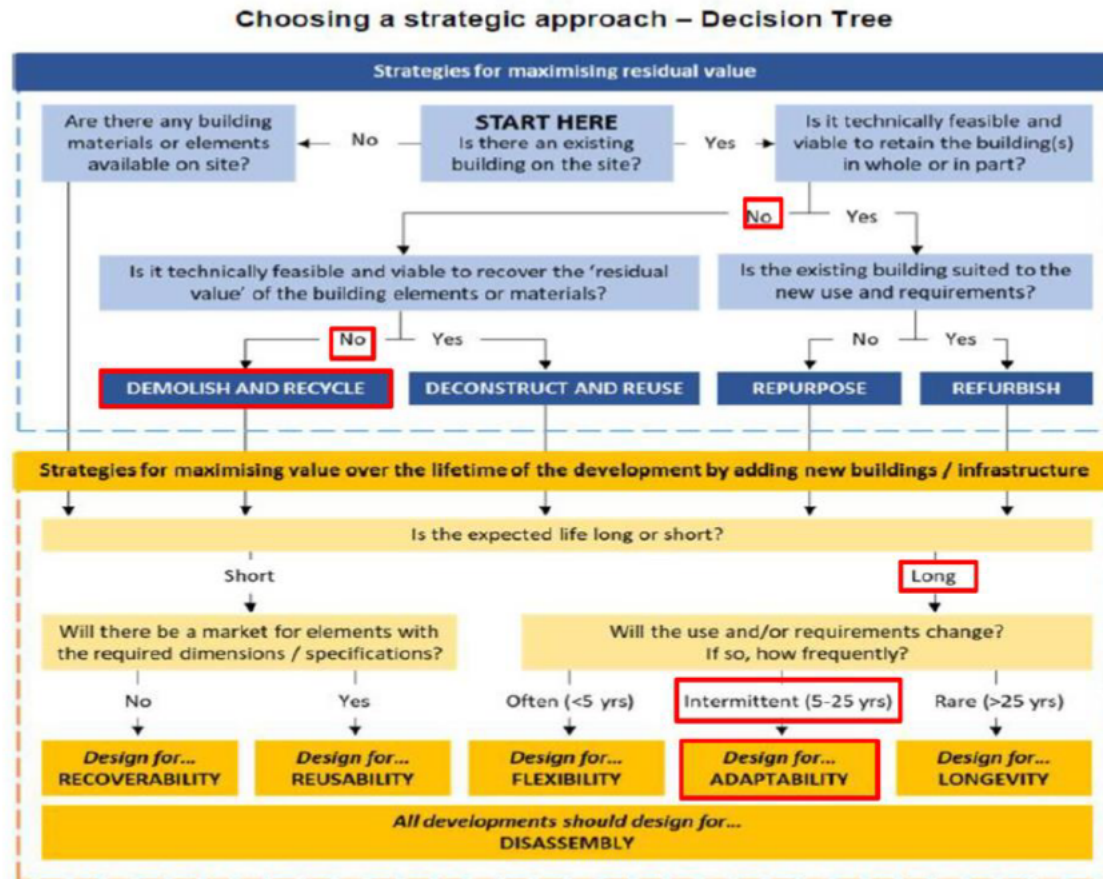 Choosing a strategic approach – Decision Tree
Strategies for maximising residual value
Are there any building
materials or elements
available on site?
No
START HERE
Is there an existing
building on the site?
Yes
Is it technically feasible and
viable to retain the building(s)
in whole or in part?
No
Yes
Is it technically feasible and viable to recover the ‘residual
value’ of the building elements or materials?
Is the existing building suited to the
new use and requirements?
No
Yes
No
Yes
DEMOLISH AND RECYCLE
DECONSTRUCT AND REUSE
REPURPOSE
REFURBISH
Strategies for maximising value over the lifetime of the development by adding new buildings / infrastructure
Is the expected life long or short?
Short
Long
Will there be a market for elements with
the required dimensions / specifications?
Will the use and/or requirements change?
If so, how frequently?
No
Yes
Often (<5 yrs)
Intermittent (5-25 yrs)
Rare (>25 yrs)
Design for...
RECOVERABILITY
Design for...
REUSABILITY
Design for...
FLEXIBILITY
Design for...
ADAPTABILITY
Design for...
LONGEVITY
All developments should design for...
DISASSEMBLY